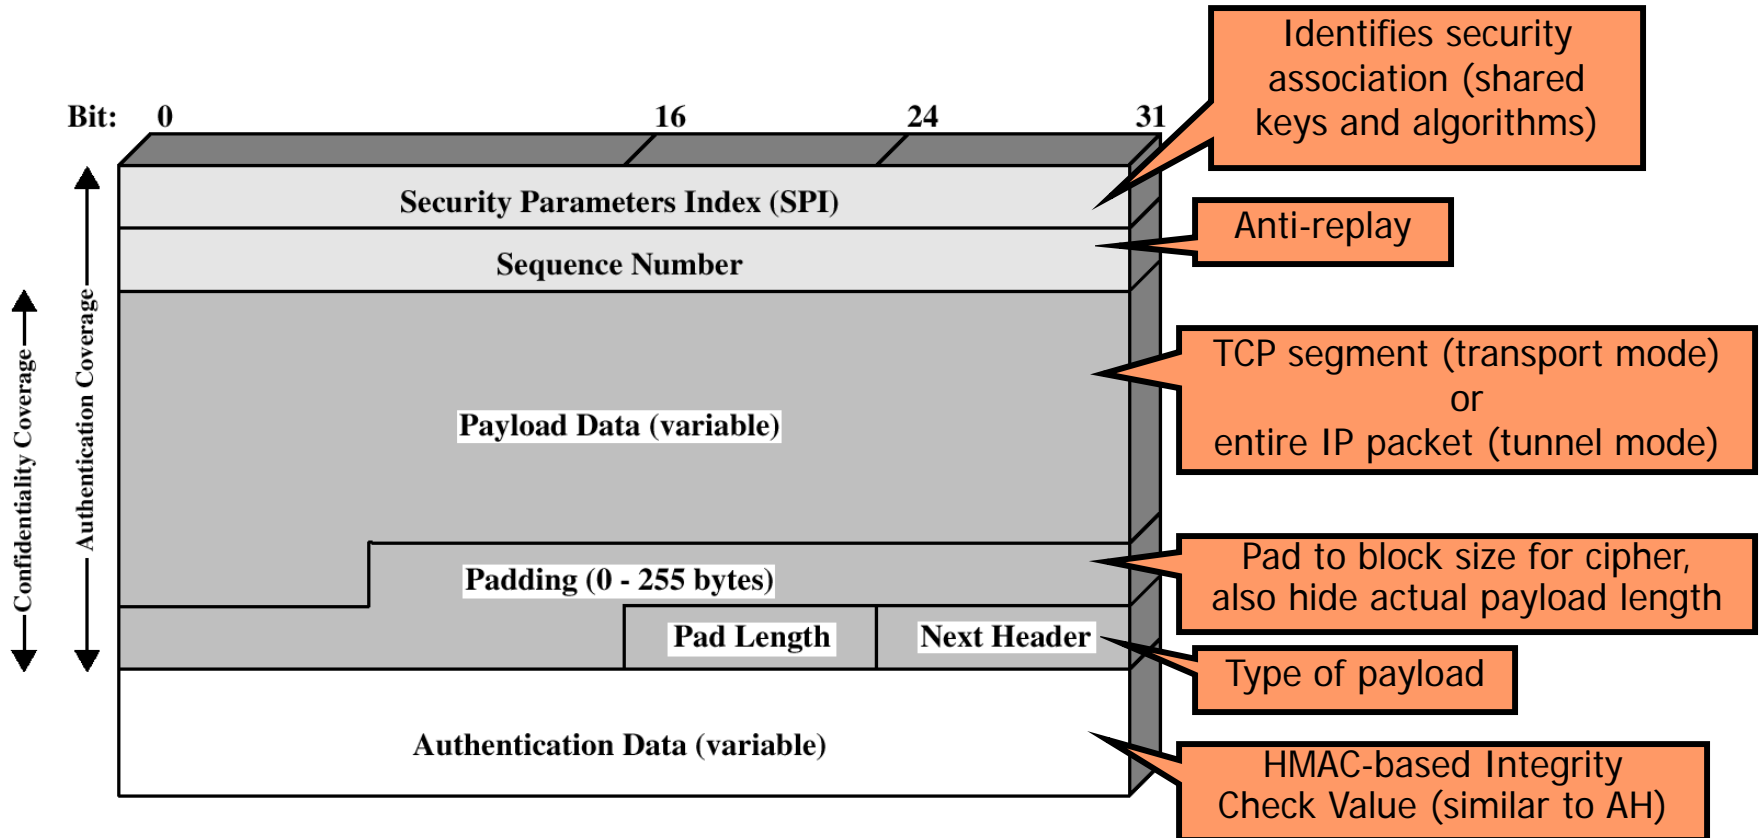 Identifies security
association (shared
keys and algorithms)
Bit: 0 16 24 31
Security Parameters Index (SPI)
Anti-replay
Sequence Number
Confidentiality Coverage
Authentication Coverage
TCP segment (transport mode)
or
entire IP packet (tunnel mode)
Payload Data (variable)
Pad to block size for cipher,
also hide actual payload length
Padding (0 - 255 bytes)
Pad Length
Next Header
Type of payload
Authentication Data (variable)
HMAC-based Integrity
Check Value (similar to AH)